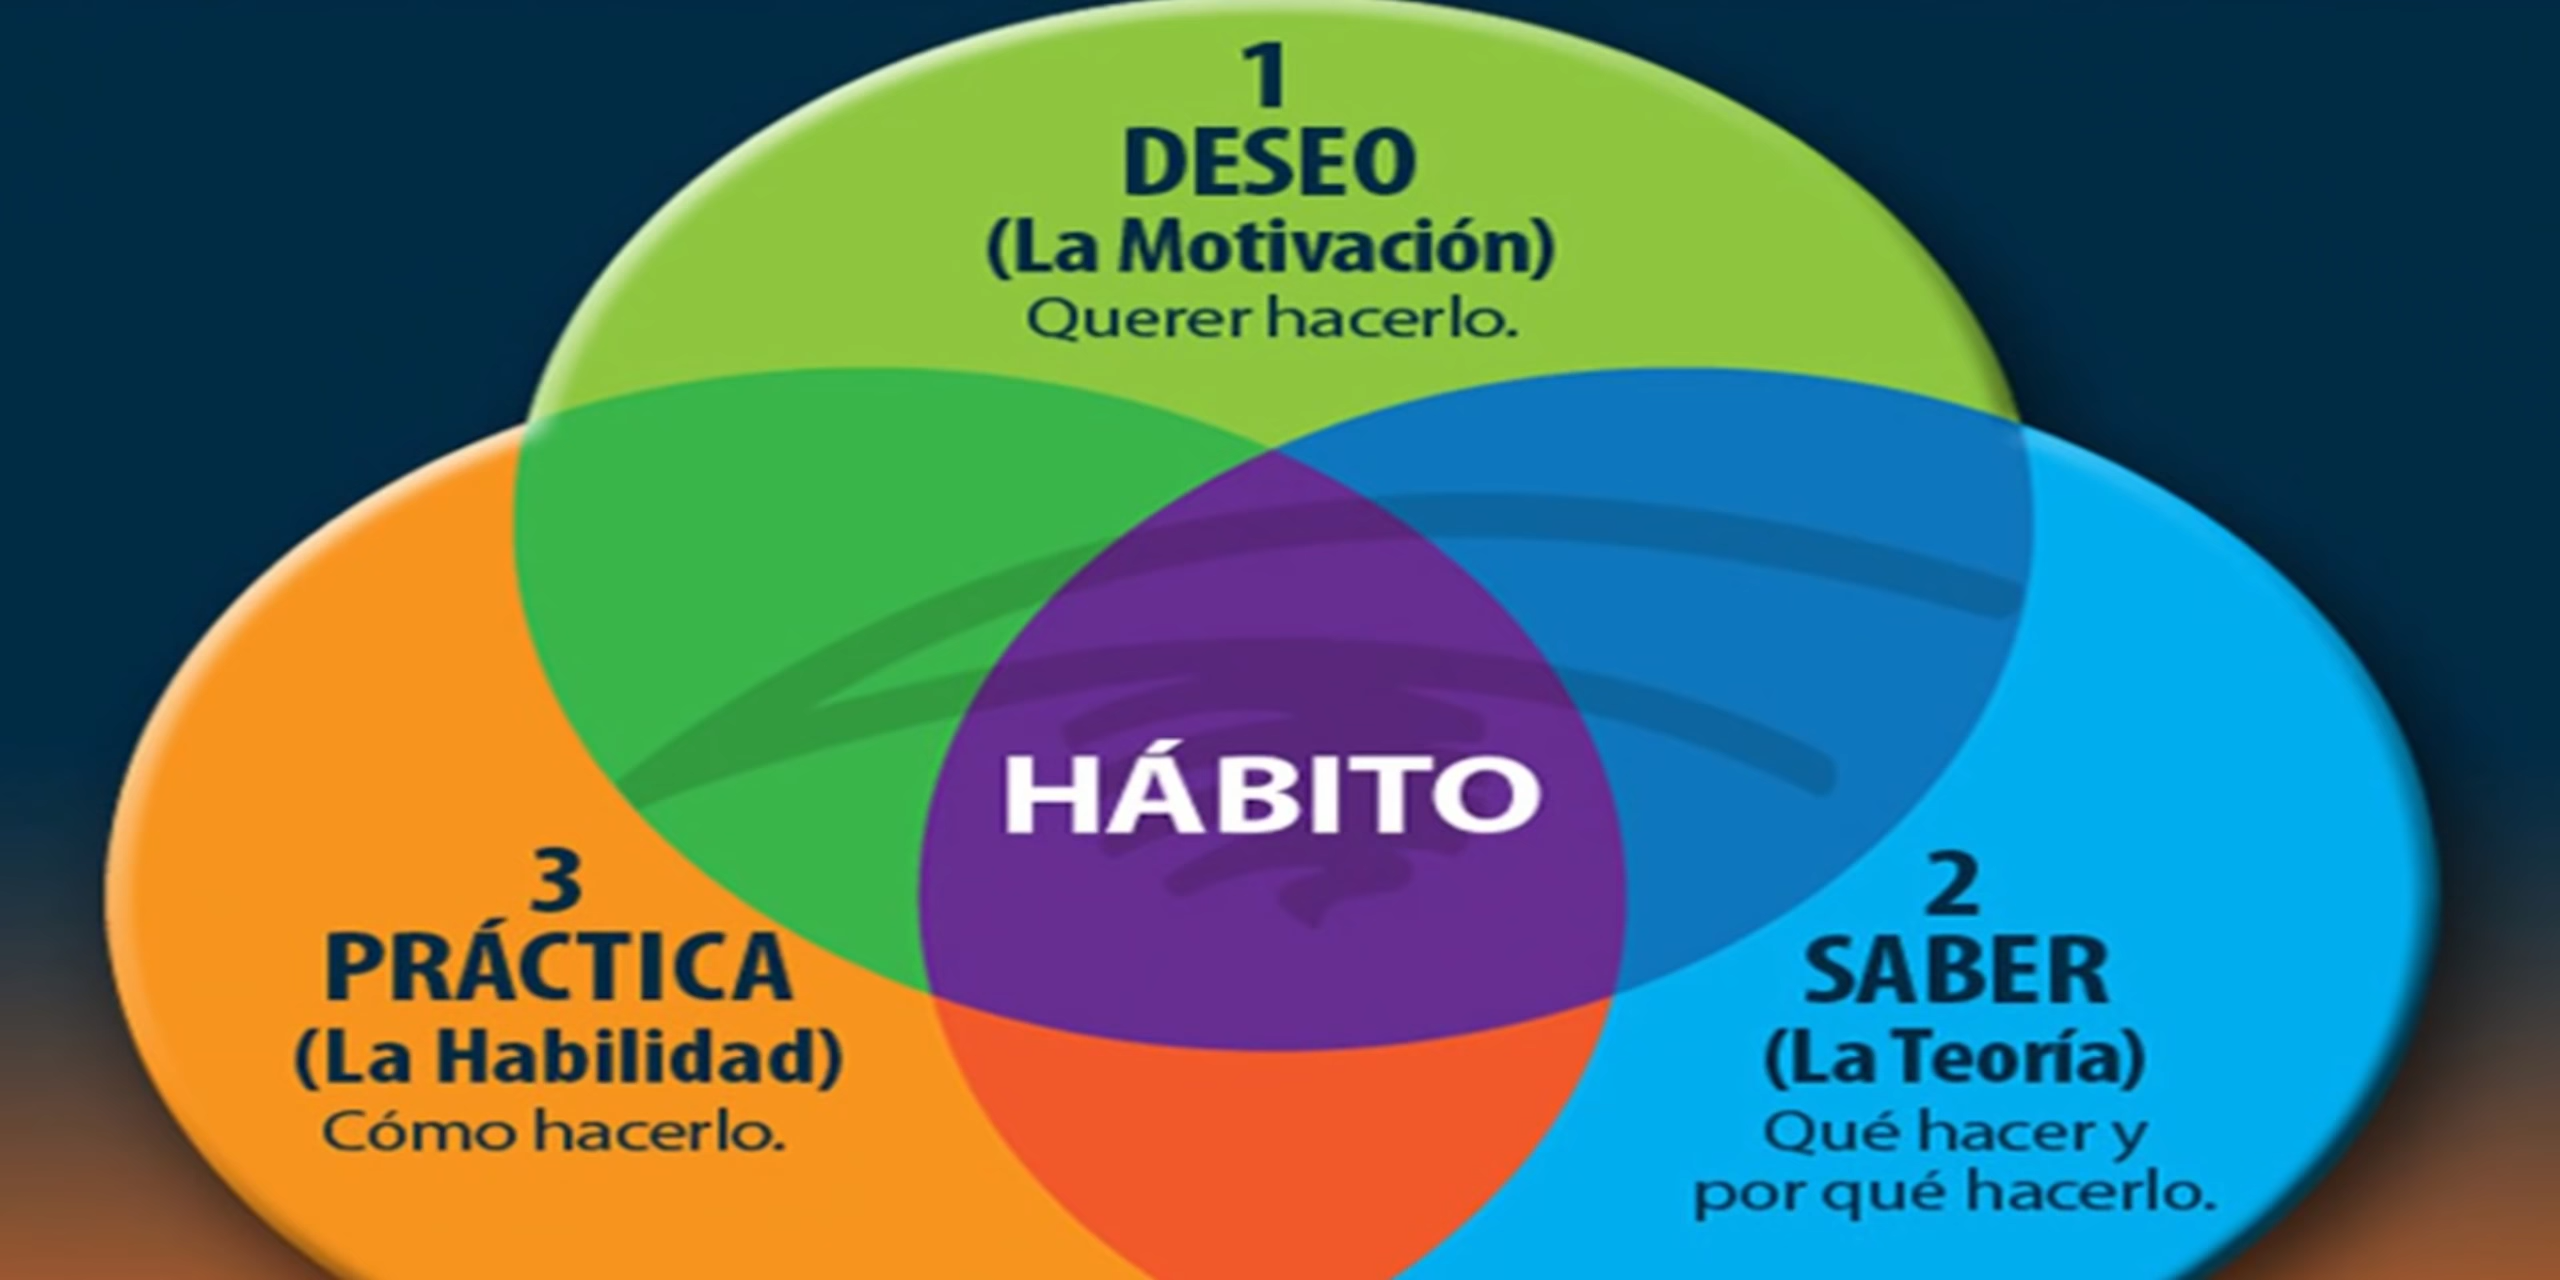 1
DESEO
(La Motivación)
Querer hacerlo.
HÁBITO
3
PRÁCTICA
(La Habilidad)
Cómo hacerlo.
2
SABER
(La Teoría)
Qué hacer y
por qué hacerlo.